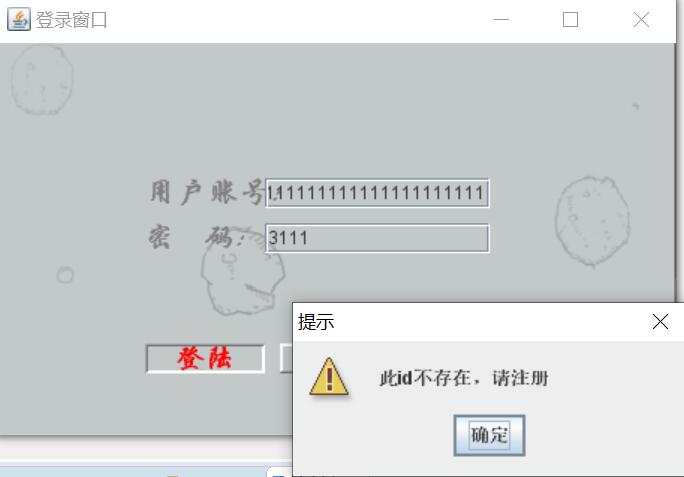 登录窗口
用户账号:
密 码:
3111
登陆
提示
此id不存在，请注册
确定